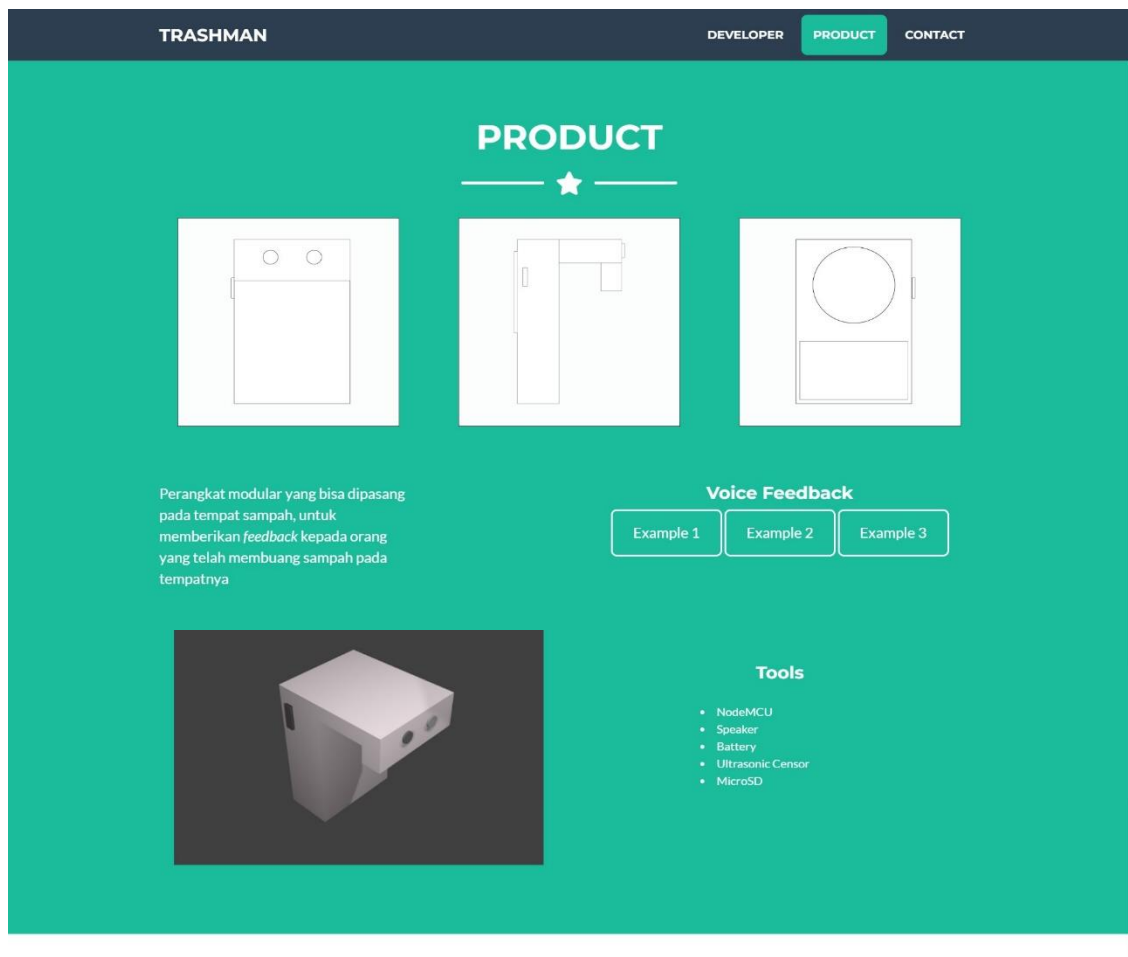 TRASHMAN
DEVELOPER
PRODUCT
CONTACT
PRODUCT
Perangkat modular yang bisa dipasang
pada tempat sampah, untuk
memberikan feedback kepada orang
yang telah membuang sampah pada
tempatnya
Voice Feedback
Example 1
Example 2
Example 3
Tools
NodeMCU
Speaker
Battery
Ultrasonic Censor
MicroSD